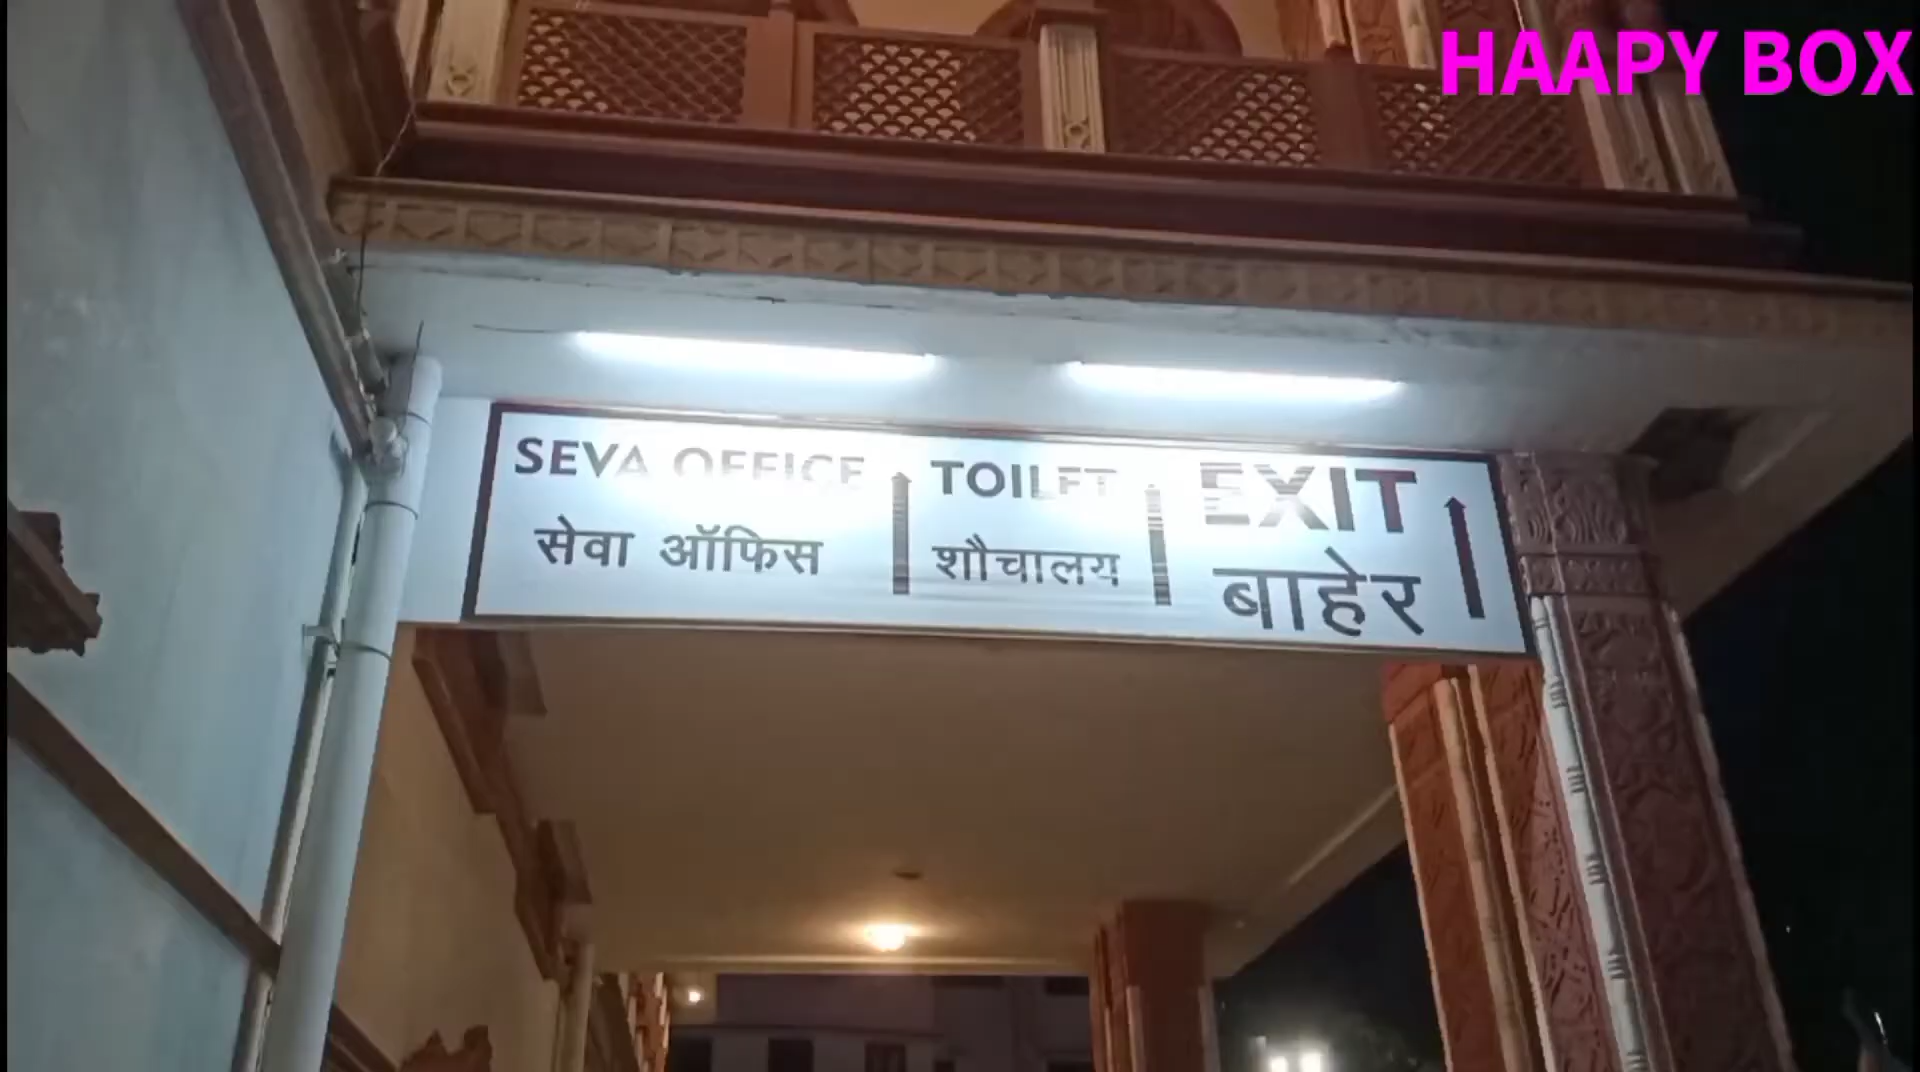 HAAPY BOX
SEVA OFFICE
सेवा ऑफिस
TOILET
शौचालय
EXIT
बाहेर